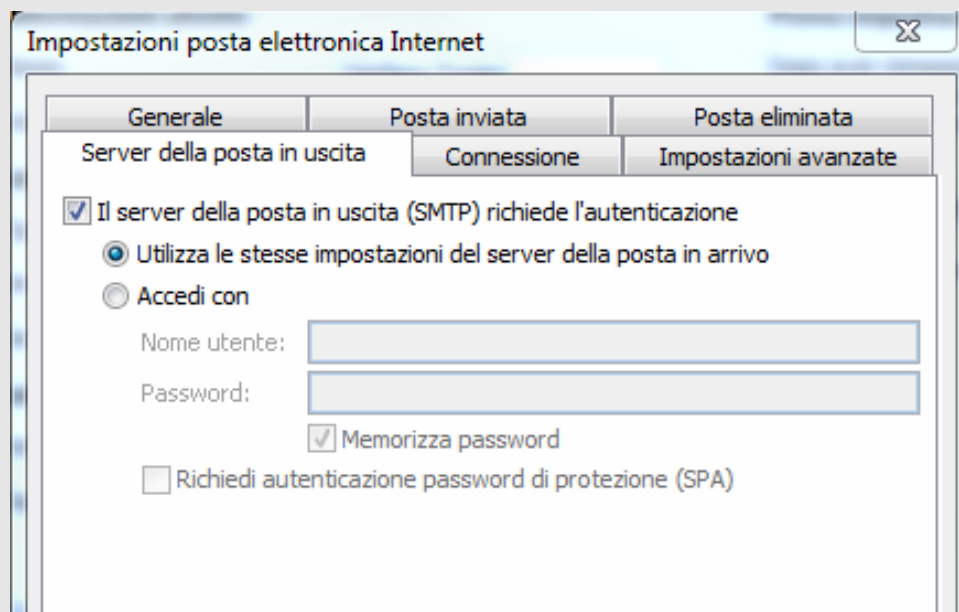 Impostazioni posta elettronica Internet
Generale
Posta inviata
Posta eliminata
Server della posta in uscita
Connessione
Impostazioni avanzate
Il server della posta in uscita (SMTP) richiede l'autenticazione
Utilizza le stesse impostazioni del server della posta in arrivo
Accedi con
Nome utente:
Password:
Memorizza password
Richiedi autenticazione password di protezione (SPA)